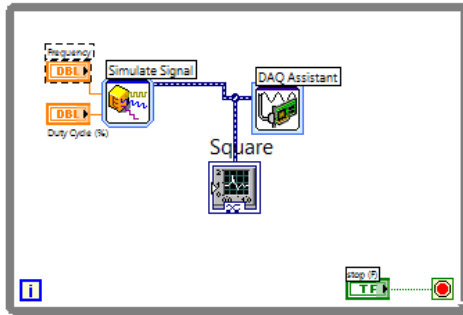 Frequency
DBL
Simulate Signal
DAQ Assistant
DBL
Duty Cycle (%)
Square
i
stop (F)
TF